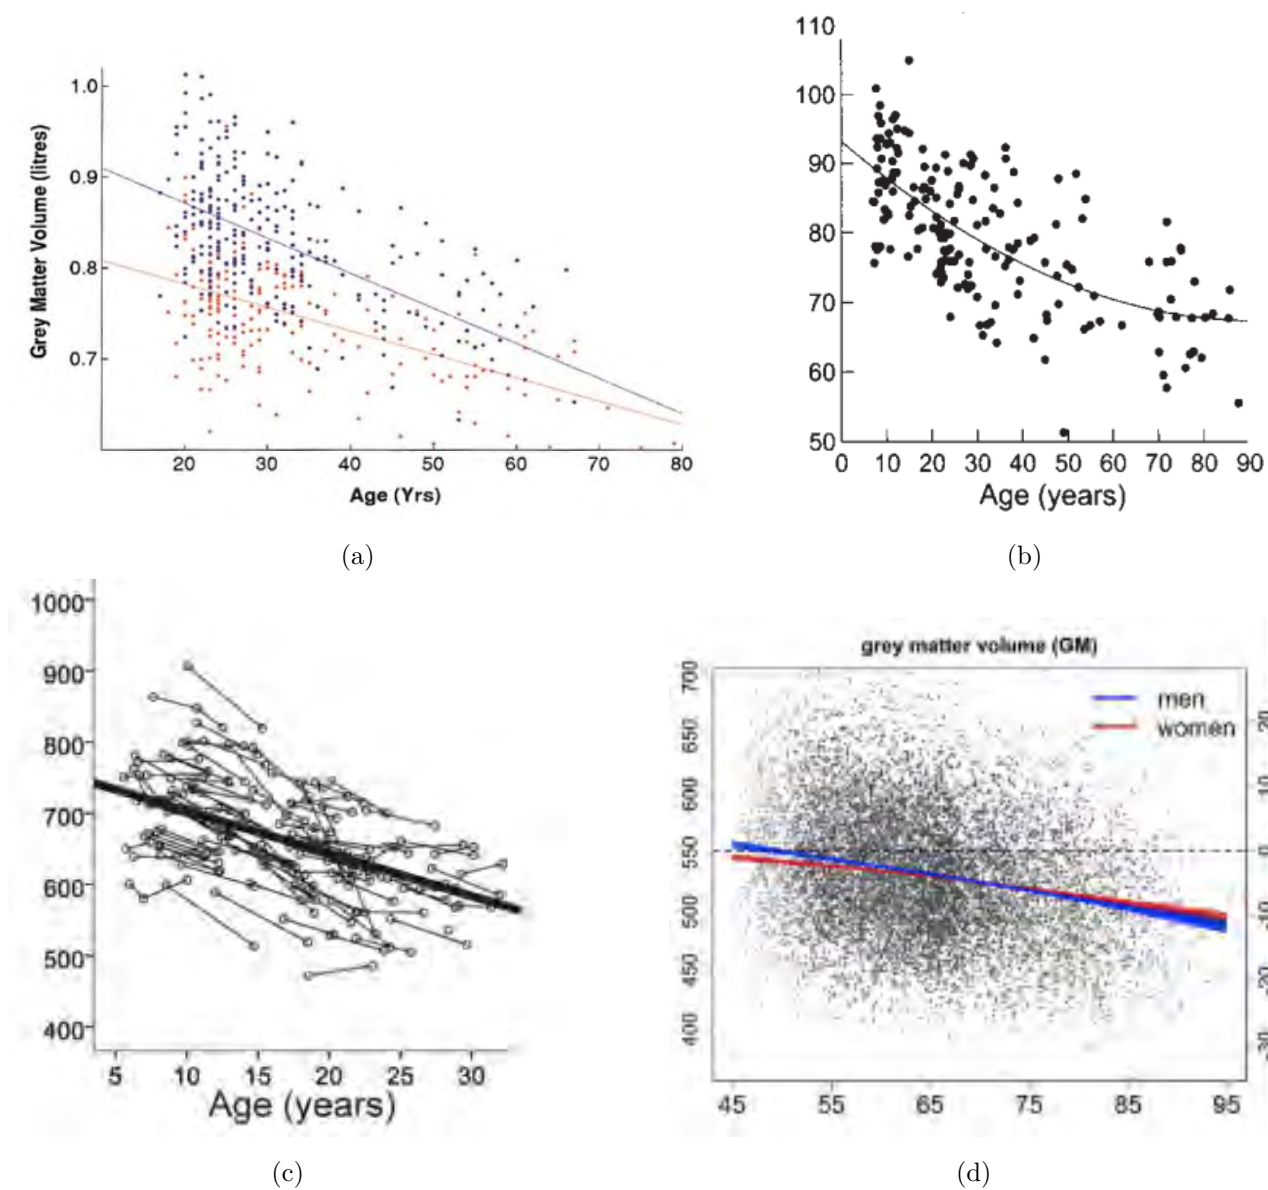 Grey Matter Volume (litres)
1.0
0.9
0.8
0.7
20 30 40 50 60 70 80
Age (Yrs)
(a)
110
100
90
80
70
60
50
0 10 20 30 40 50 60 70 80 90
Age (years)
(b)
1000
900
800
700
600
500
400
5 10 15 20 25 30
Age (years)
(c)
grey matter volume (GM)
men
women
700
650
600
550
500
450
400
20
10
0
-10
-20
-30
45 55 65 75 85 95
(d)